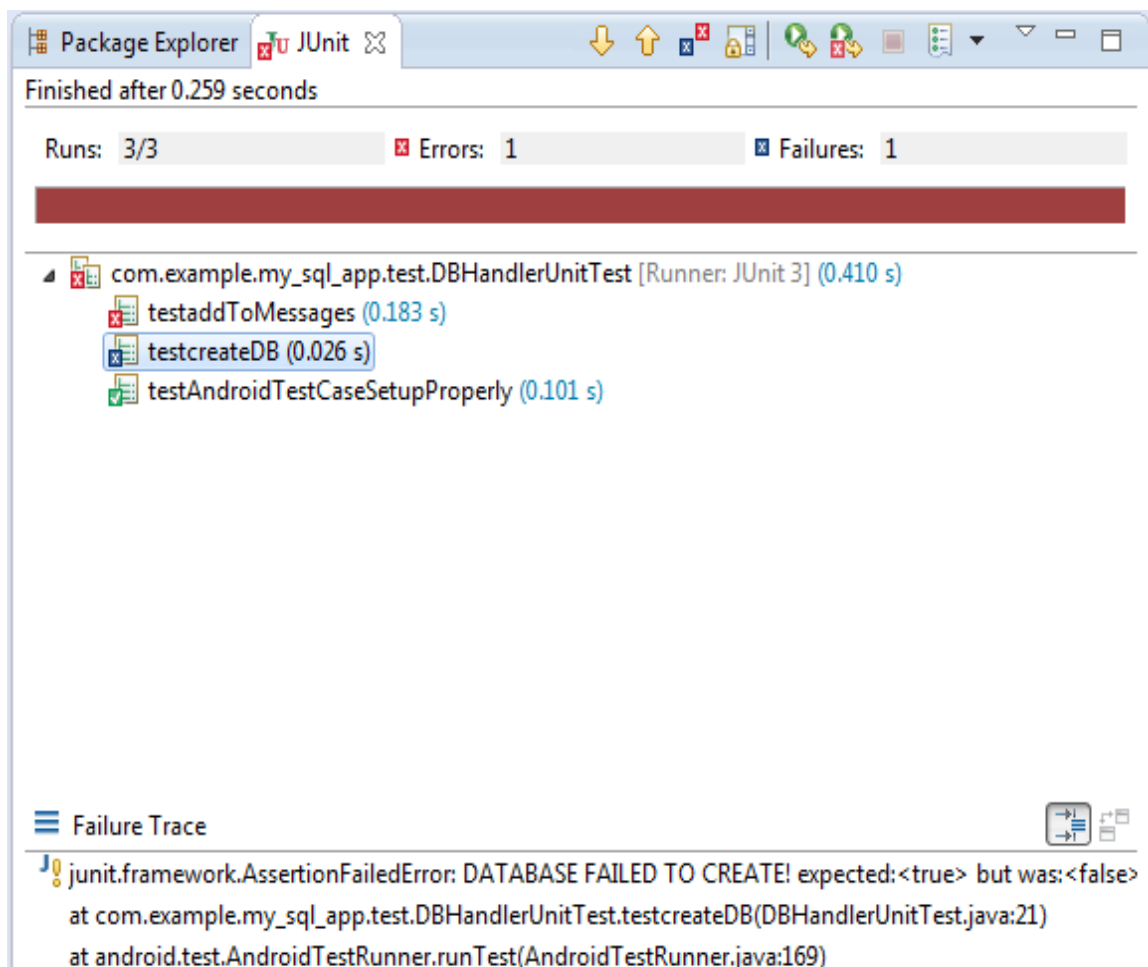 Package Explorer JUnit
Finished after 0.259 seconds
Runs: 3/3 Errors: 1 Failures: 1
com.example.my_sql_app.test.DBHandlerUnitTest [Runner: JUnit 3] (0.410 s)
testaddToMessages (0.183 s)
testcreateDB (0.026 s)
testAndroidTestCaseSetupProperly (0.101 s)
Failure Trace
junit.framework.AssertionFailedError: DATABASE FAILED TO CREATE! expected:<true> but was:<false>
at com.example.my_sql_app.test.DBHandlerUnitTest.testcreateDB(DBHandlerUnitTest.java:21)
at android.test.AndroidTestRunner.runTest(AndroidTestRunner.java:169)